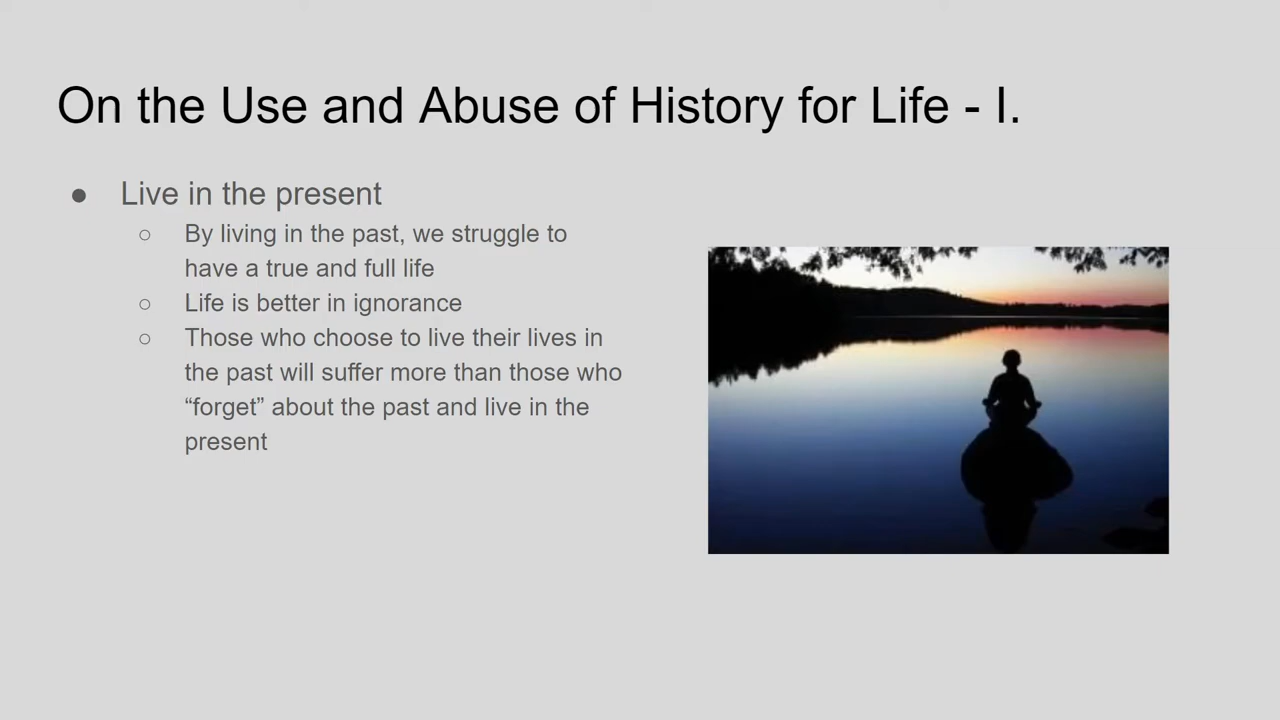 On the Use and Abuse of History for Life - I.
● Live in the present
○ By living in the past, we struggle to
have a true and full life
○ Life is better in ignorance
○ Those who choose to live their lives in
the past will suffer more than those who
“forget” about the past and live in the
present